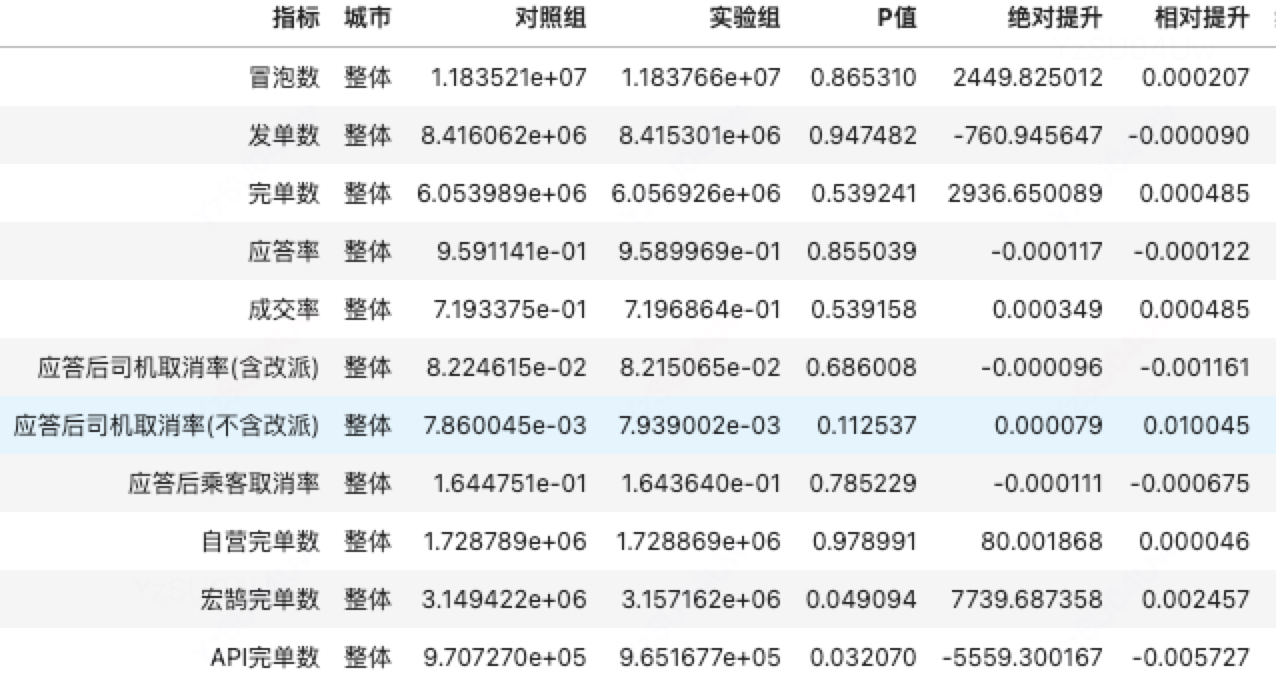 指标 城市 对照组 实验组 P值 绝对提升 相对提升
冒泡数 整体 1.183521e+07 1.183766e+07 0.865310 2449.825012 0.000207
发单数 整体 8.416062e+06 8.415301e+06 0.947482 -760.945647 -0.000090
完单数 整体 6.053989e+06 6.056926e+06 0.539241 2936.650089 0.000485
应答率 整体 9.591141e-01 9.589969e-01 0.855039 -0.000117 -0.000122
成交率 整体 7.193375e-01 7.196864e-01 0.539158 0.000349 0.000485
应答后司机取消率(含改派) 整体 8.224615e-02 8.215065e-02 0.686008 -0.000096 -0.001161
应答后司机取消率(不含改派) 整体 7.860045e-03 7.939002e-03 0.112537 0.000079 0.010045
应答后乘客取消率 整体 1.644751e-01 1.643640e-01 0.785229 -0.000111 -0.000675
自营完单数 整体 1.728789e+06 1.728869e+06 0.978991 80.001868 0.000046
宏鹄完单数 整体 3.149422e+06 3.157162e+06 0.049094 7739.687358 0.002457
API完单数 整体 9.707270e+05 9.651677e+05 0.032070 -5559.300167 -0.005727